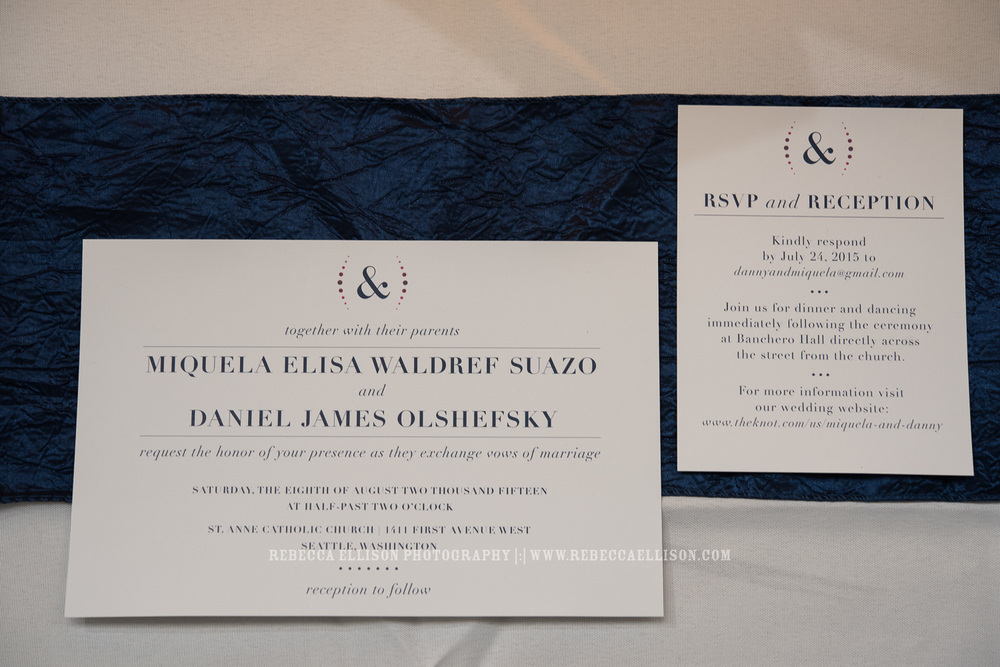 &
together with their parents
MIQUELA ELISA WALDREF SUAZO
and
DANIEL JAMES OLSHEFSKY
request the honor of your presence as they exchange vows of marriage
SATURDAY, THE EIGHTH OF AUGUST TWO THOUSAND FIFTEEN
AT HALF-PAST TWO O'CLOCK
ST. ANNE CATHOLIC CHURCH | 1411 FIRST AVENUE WEST
SEATTLE, WASHINGTON
reception to follow
&
RSVP and RECEPTION
Kindly respond
by July 24, 2015 to
dannyandmiquela@gmail.com
Join us for dinner and dancing
immediately following the ceremony
at Banchero Hall directly across
the street from the church.
For more information visit
our wedding website:
www.theknot.com/us/miquela-and-danny
REBECCA ELLISON PHOTOGRAPHY |:| WWW.REBECCAELLISON.COM